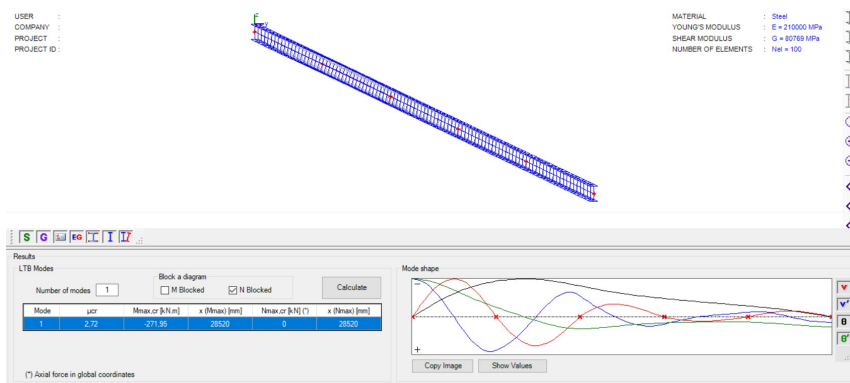 USER :
COMPANY :
PROJECT :
PROJECT ID :
z
y
MATERIAL : Steel
YOUNG'S MODULUS : E = 210000 MPa
SHEAR MODULUS : G = 80769 MPa
NUMBER OF ELEMENTS : Nel = 100
S G EG
Results
LTB Modes
Number of modes 1
Block a diagram
M Blocked N Blocked
Calculate
Mode µcr Mmax,cr [kN.m] x (Mmax) [mm] Nmax,cr [kN] (*) x (Nmax) [mm]
1 2,72 -271,95 28520 0 28520
(*) Axial force in global coordinates
Mode shape
−
+
v
v'
θ
θ'
Copy Image Show Values